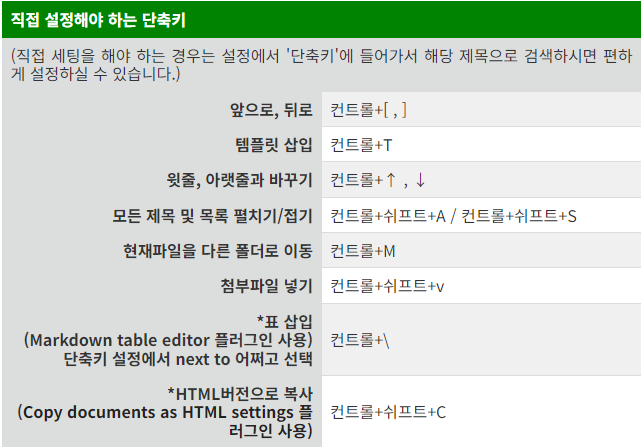 직접 설정해야 하는 단축키
(직접 세팅을 해야 하는 경우는 설정에서 '단축키'에 들어가서 해당 제목으로 검색하시면 편하
게 설정하실 수 있습니다.)
앞으로, 뒤로 컨트롤+[ , ]
템플릿 삽입 컨트롤+T
윗줄, 아랫줄과 바꾸기 컨트롤+↑ , ↓
모든 제목 및 목록 펼치기/접기 컨트롤+쉬프트+A / 컨트롤+쉬프트+S
현재파일을 다른 폴더로 이동 컨트롤+M
첨부파일 넣기 컨트롤+쉬프트+v
*표 삽입
(Markdown table editor 플러그인 사용) 컨트롤+\
단축키 설정에서 next to 어쩌고 선택
*HTML버전으로 복사
(Copy documents as HTML settings 플 컨트롤+쉬프트+C
러그인 사용)